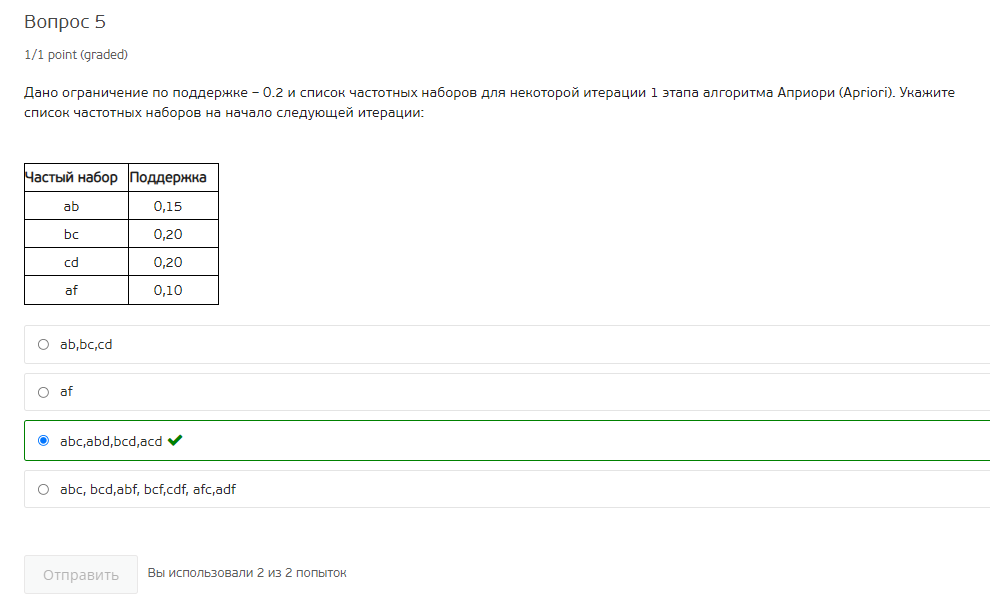 Вопрос 5
1/1 point (graded)
Дано ограничение по поддержке – 0.2 и список частотных наборов для некоторой итерации 1 этапа алгоритма Априори (Apriori). Укажите
список частотных наборов на начало следующей итерации:
Частый набор Поддержка
ab 0,15
bc 0,20
cd 0,20
af 0,10
ab,bc,cd
af
abc,abd,bcd,acd
abc, bcd,abf, bcf,cdf, afc,adf
Отправить Вы использовали 2 из 2 попыток